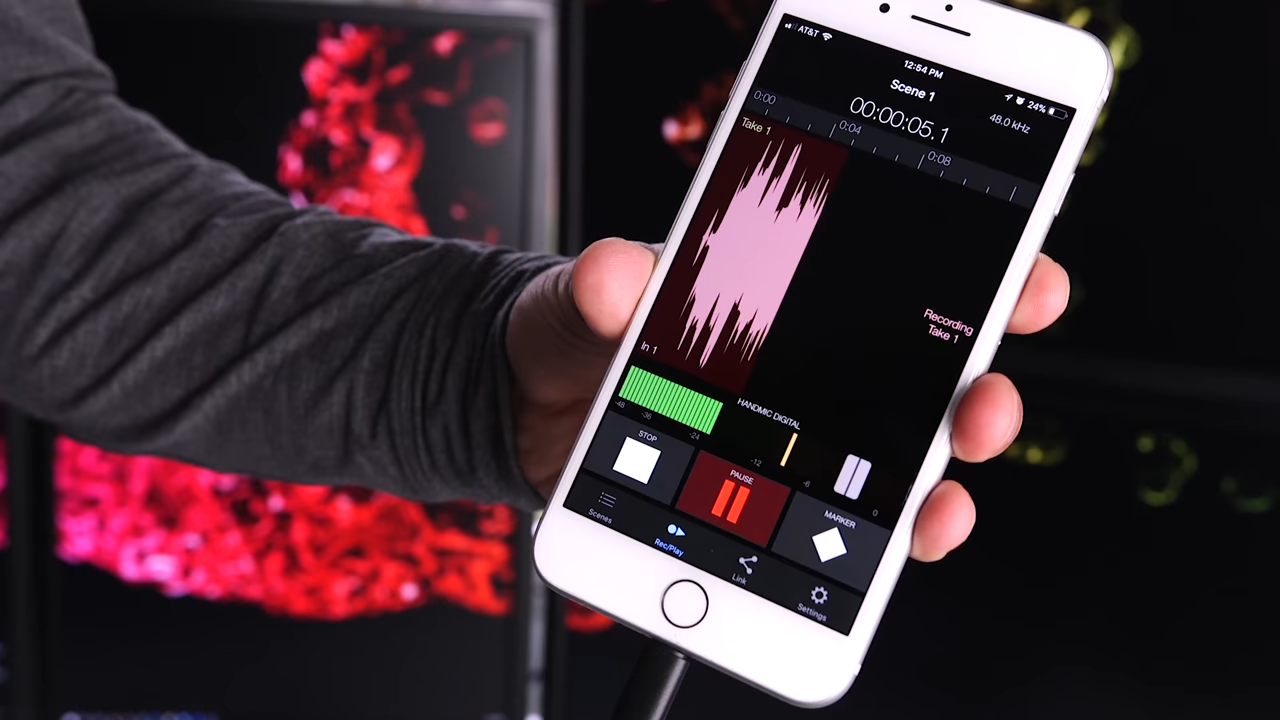 AT&T
12:54 PM
24%
Scene 1
00:00:05.1
48.0 kHz
0:00
0:04
0:08
Take 1
Recording
Take 1
In 1
HANDMIC DIGITAL
-48
-36
-24
-12
-6
0
STOP
PAUSE
MARKER
Scenes
Rec/Play
Link
Settings